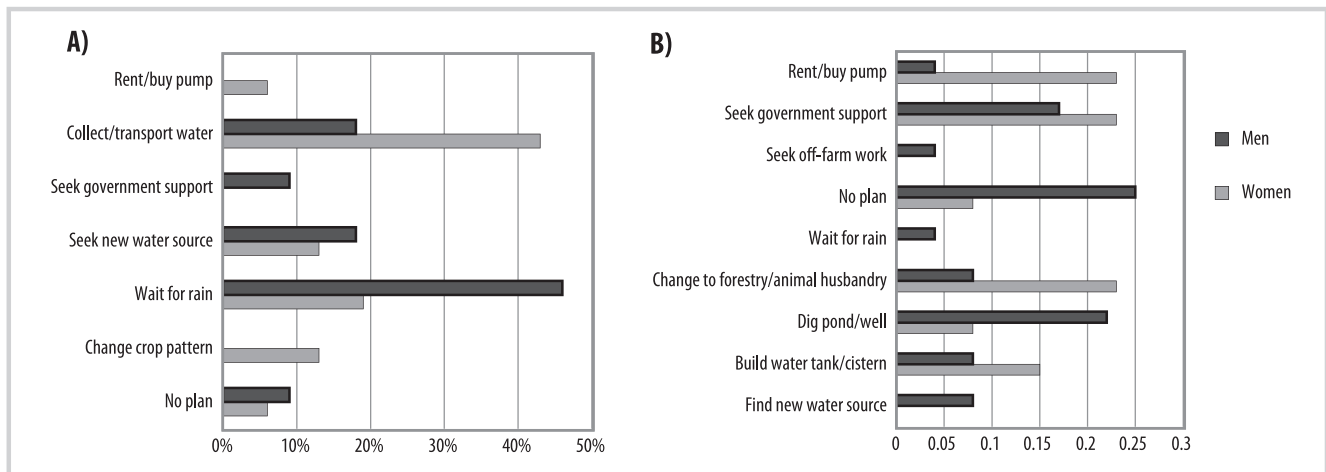 A)
Rent/buy pump
Collect/transport water
Seek government support
Seek new water source
Wait for rain
Change crop pattern
No plan
0% 10% 20% 30% 40% 50%
B)
Rent/buy pump
Seek government support
Seek off-farm work
No plan
Wait for rain
Change to forestry/animal husbandry
Dig pond/well
Build water tank/cistern
Find new water source
0 0.05 0.1 0.15 0.2 0.25 0.3
Men
Women